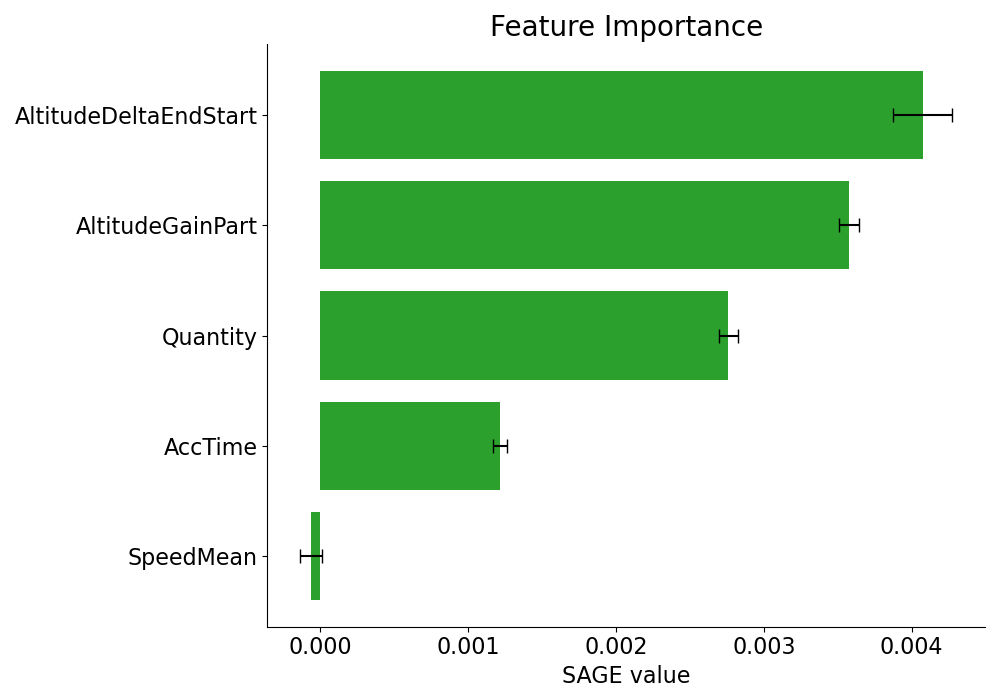 Feature Importance
AltitudeDeltaEndStart
AltitudeGainPart
Quantity
AccTime
SpeedMean
0.000 0.001 0.002 0.003 0.004
SAGE value